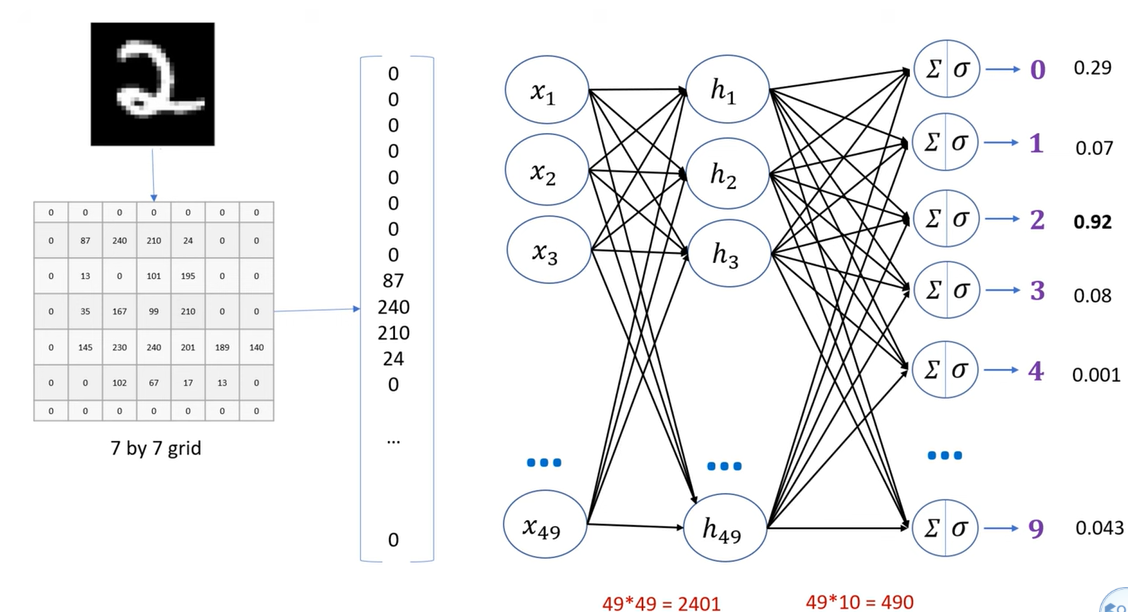 0 0 0 0 0 0 0
0 87 240 210 24 0 0
0 13 0 101 195 0 0
0 35 167 99 210 0 0
0 145 230 240 201 189 140
0 0 102 67 17 13 0
0 0 0 0 0 0 0
7 by 7 grid
0
0
0
0
0
0
0
0
87
240
210
24
0
...
0
x₁
x₂
x₃
x₄₉
h₁
h₂
h₃
h₄₉
Σ σ 0 0.29
Σ σ 1 0.07
Σ σ 2 0.92
Σ σ 3 0.08
Σ σ 4 0.001
Σ σ 9 0.043
49*49 = 2401
49*10 = 490